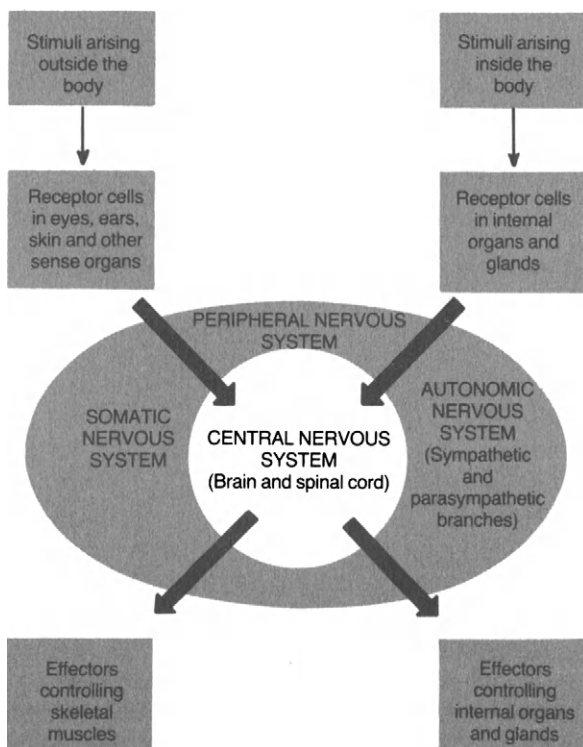 Stimuli arising
outside the
body
Stimuli arising
inside the
body
Receptor cells
in eyes, ears,
skin and other
sense organs
Receptor cells
in internal
organs and
glands
PERIPHERAL NERVOUS
SYSTEM
SOMATIC
NERVOUS
SYSTEM
CENTRAL NERVOUS
SYSTEM
(Brain and spinal cord)
AUTONOMIC
NERVOUS
SYSTEM
(Sympathetic
and
parasympathetic
branches)
Effectors
controlling
skeletal
muscles
Effectors
controlling
internal organs
and glands